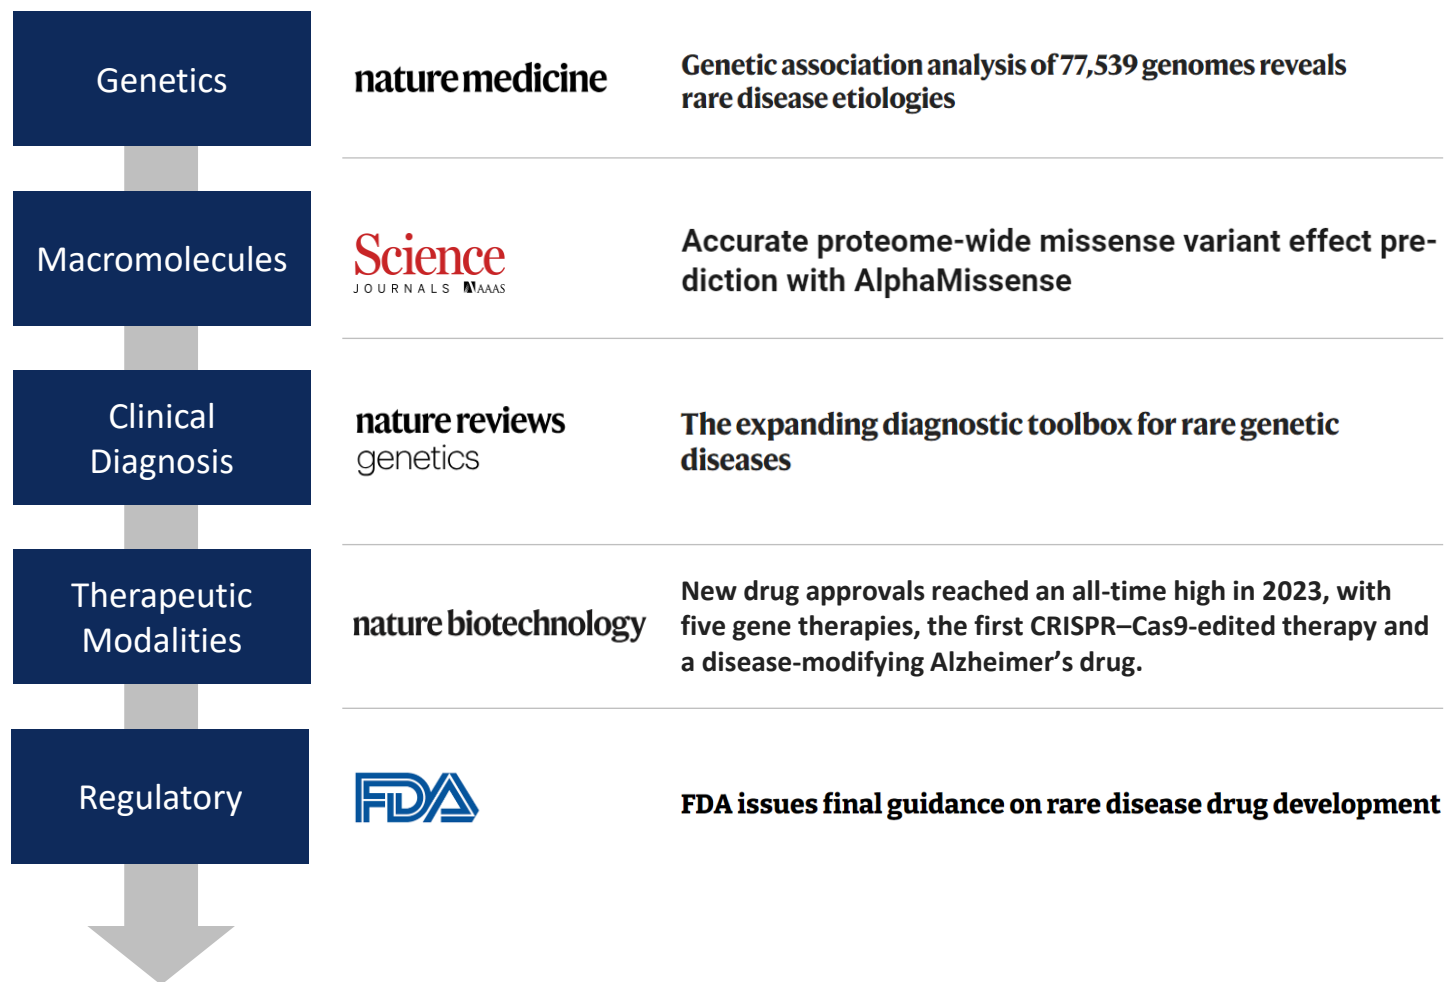 Genetics
nature medicine
Genetic association analysis of 77,539 genomes reveals
rare disease etiologies
Macromolecules
Science
JOURNALS AAAS
Accurate proteome-wide missense variant effect pre-
diction with AlphaMissense
Clinical
Diagnosis
nature reviews
genetics
The expanding diagnostic toolbox for rare genetic
diseases
Therapeutic
Modalities
nature biotechnology
New drug approvals reached an all-time high in 2023, with
five gene therapies, the first CRISPR–Cas9-edited therapy and
a disease-modifying Alzheimer’s drug.
Regulatory
FDA
FDA issues final guidance on rare disease drug development